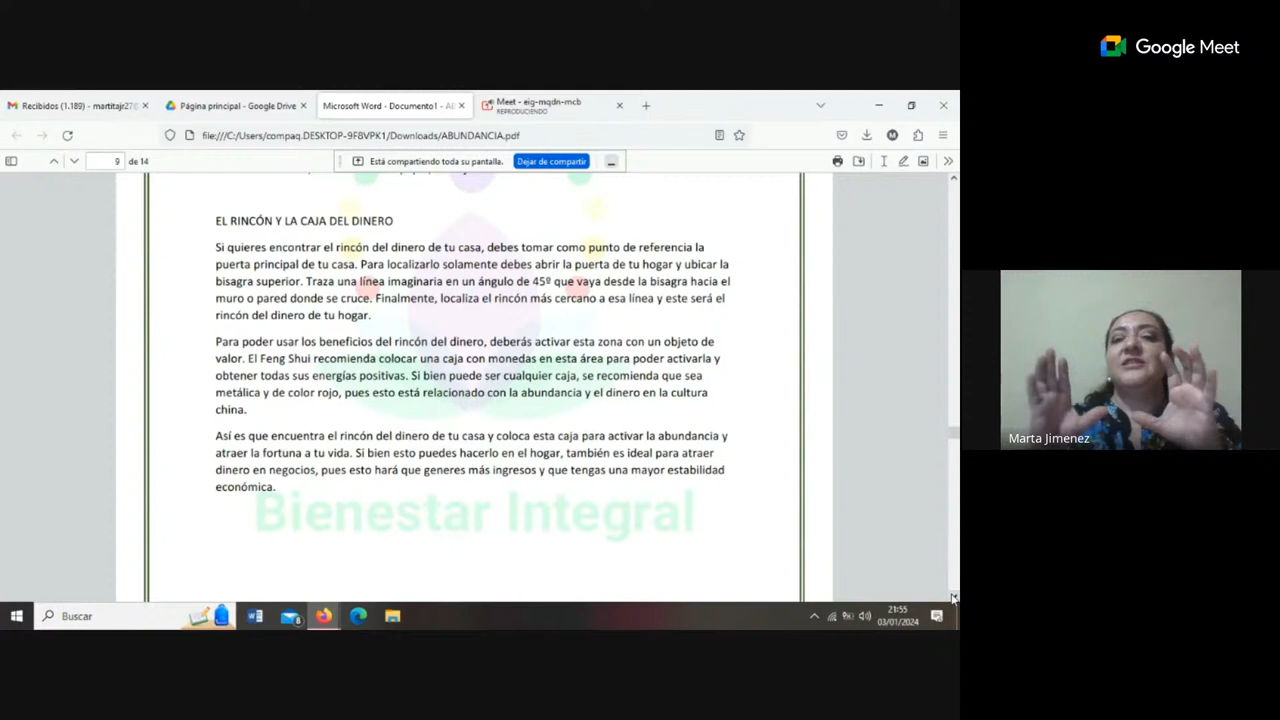 Google Meet
Recibidos (1.189) - martitajr27@
Página principal - Google Drive
Microsoft Word - Documento1 - AB
Meet - eig-mqdn-mcb
REPRODUCIENDO
file:///C:/Users/compaq.DESKTOP-9F8VPK1/Downloads/ABUNDANCIA.pdf
9 de 14
Está compartiendo toda su pantalla.
Dejar de compartir
EL RINCÓN Y LA CAJA DEL DINERO
Si quieres encontrar el rincón del dinero de tu casa, debes tomar como punto de referencia la
puerta principal de tu casa. Para localizarlo solamente debes abrir la puerta de tu hogar y ubicar la
bisagra superior. Traza una línea imaginaria en un ángulo de 45º que vaya desde la bisagra hacia el
muro o pared donde se cruce. Finalmente, localiza el rincón más cercano a esa línea y este será el
rincón del dinero de tu hogar.
Para poder usar los beneficios del rincón del dinero, deberás activar esta zona con un objeto de
valor. El Feng Shui recomienda colocar una caja con monedas en esta área para poder activarla y
obtener todas sus energías positivas. Si bien puede ser cualquier caja, se recomienda que sea
metálica y de color rojo, pues esto está relacionado con la abundancia y el dinero en la cultura
china.
Así es que encuentra el rincón del dinero de tu casa y coloca esta caja para activar la abundancia y
atraer la fortuna a tu vida. Si bien esto puedes hacerlo en el hogar, también es ideal para atraer
dinero en negocios, pues esto hará que generes más ingresos y que tengas una mayor estabilidad
económica.
Bienestar Integral
Marta Jimenez
Buscar
8
21:55
03/01/2024